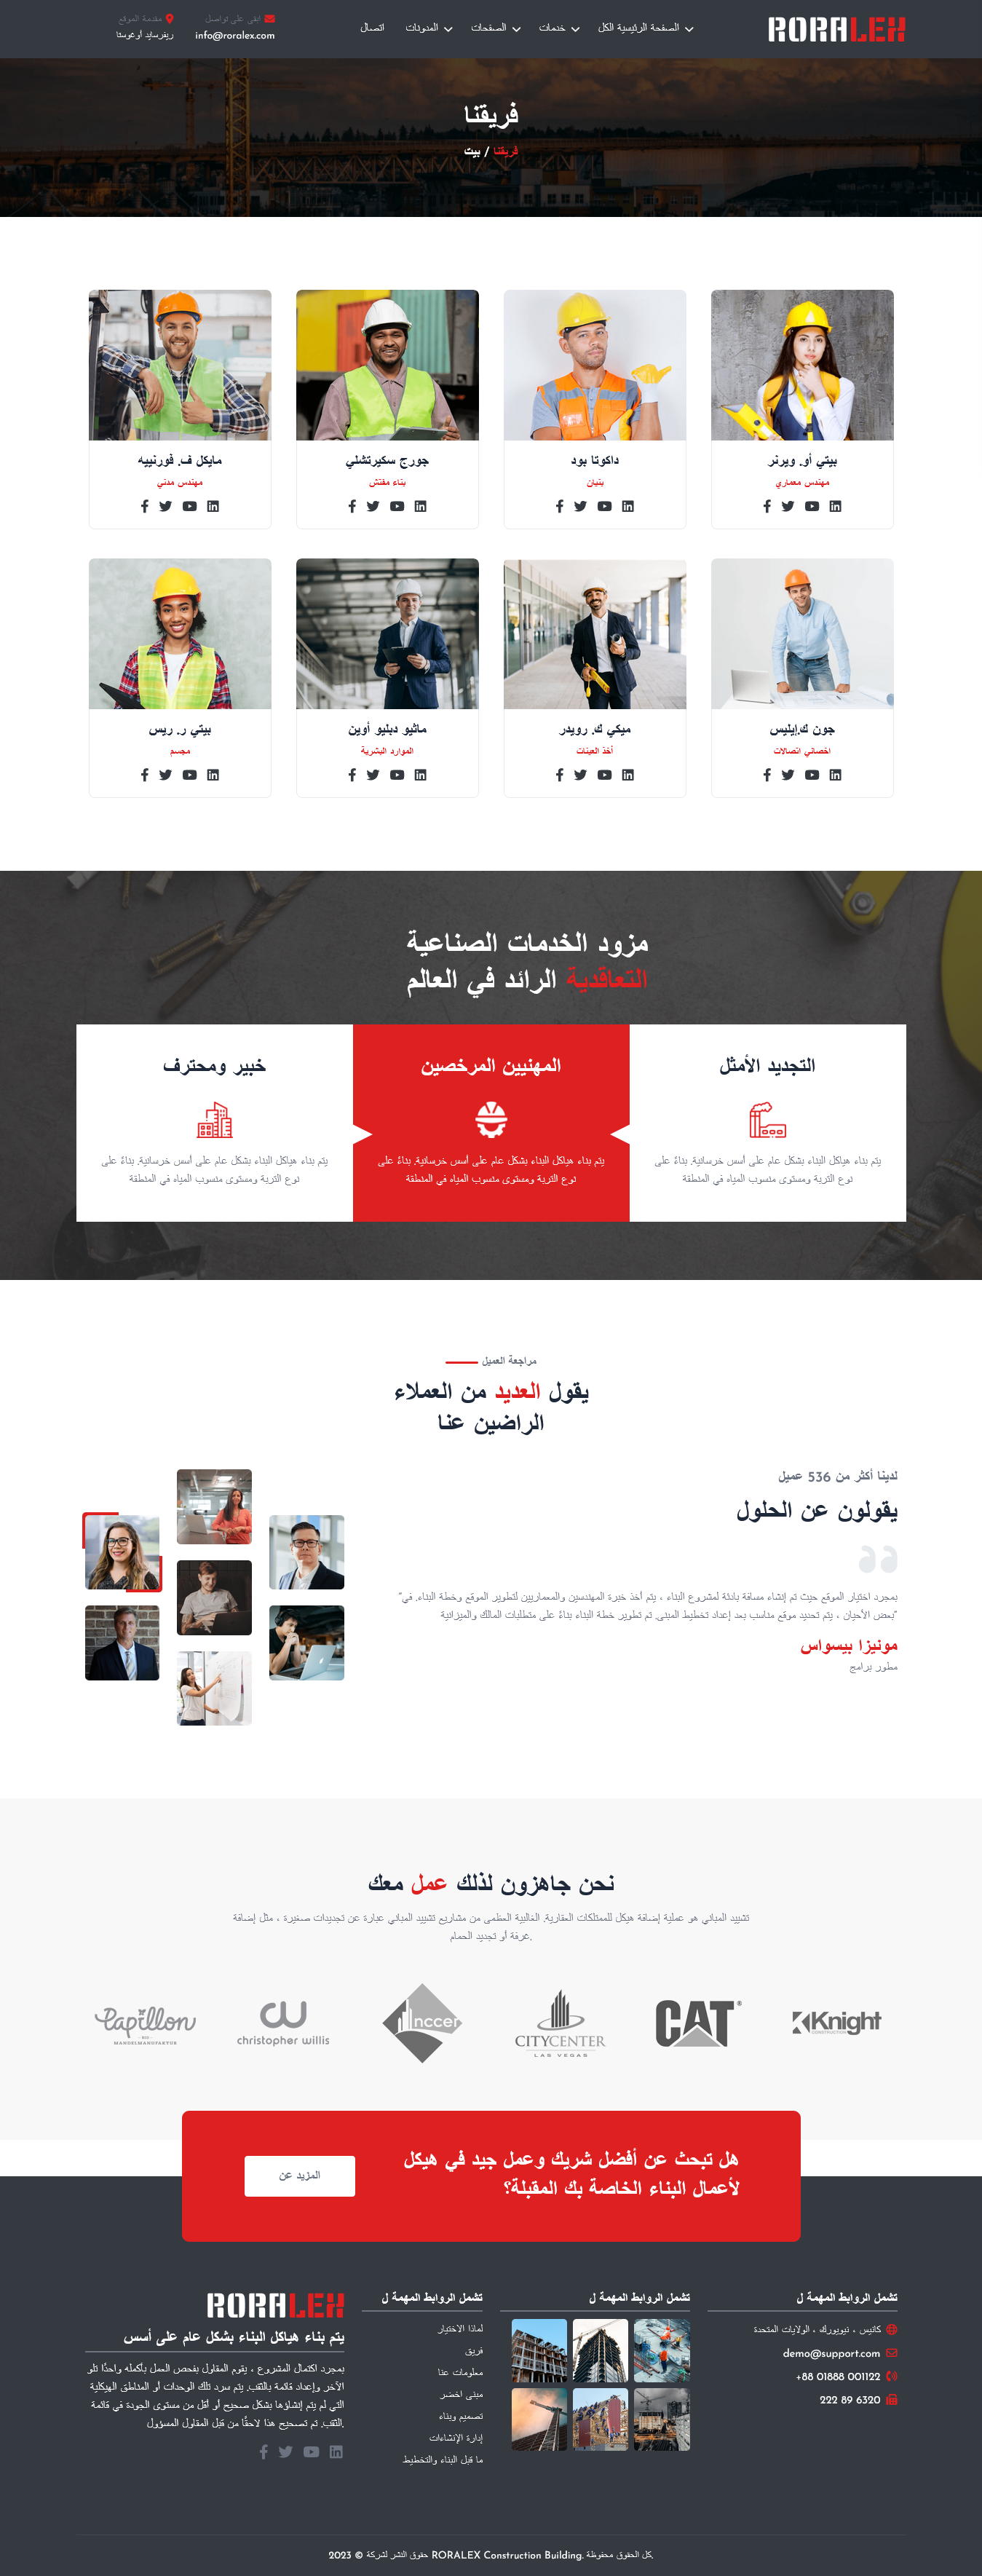 RORALEX
الصفحة الرئيسية الكل
خدمات
الصفحات
المدونات
اتصال
ابقى على تواصل
info@roralex.com
مقدمة الموقع
ريفرسايد أوغوستا
فريقنا
فريقنا / بيت
بيتي أو. ويرنر
مهندس معماري
داكوتا بود
بنيان
جورج سكيرتشلي
بناء مفتش
مايكل ف. فورنييه
مهندس مدني
جون ك.إيليس
اخصائي اتصالات
ميكي ك. رويدر
أخذ العينات
ماثيو دبليو أوين
الموارد البشرية
بيتي ر. ريس
مجسم
مزود الخدمات الصناعية
التعاقدية الرائد في العالم
التجديد الأمثل
يتم بناء هياكل البناء بشكل عام على أسس خرسانية. بناءً على
نوع التربة ومستوى منسوب المياه في المنطقة
المهنيين المرخصين
يتم بناء هياكل البناء بشكل عام على أسس خرسانية. بناءً على
نوع التربة ومستوى منسوب المياه في المنطقة
خبير ومحترف
يتم بناء هياكل البناء بشكل عام على أسس خرسانية. بناءً على
نوع التربة ومستوى منسوب المياه في المنطقة
مراجعة العميل
يقول العديد من العملاء
الراضين عنا
لدينا أكثر من 536 عميل
يقولون عن الحلول
بمجرد اختيار الموقع حيث تم إنشاء مسافة بادئة لمشروع البناء ، يتم أخذ خبرة المهندسين والمعماريين لتطوير الموقع وخطة البناء. في"
"بعض الأحيان ، يتم تحديد موقع مناسب بعد إعداد تخطيط المبنى. تم تطوير خطة البناء بناءً على متطلبات المالك والميزانية
مونيزا بيسواس
مطور برامج
نحن جاهزون لذلك عمل معك
تشييد المباني هو عملية إضافة هيكل للممتلكات العقارية. الغالبية العظمى من مشاريع تشييد المباني عبارة عن تجديدات صغيرة ، مثل إضافة
غرفة أو تجديد الحمام.
Knight
CONSTRUCTION
CAT®
CITYCENTER
LAS VEGAS
nccer
cw
christopher willis
Papillon
BIO
MANDELMANUFAKTUR
هل تبحث عن أفضل شريك وعمل جيد في هيكل
لأعمال البناء الخاصة بك المقبلة؟
المزيد عن
تشمل الروابط المهمة ل
كانيس ، نيويورك ، الولايات المتحدة
demo@support.com
+88 01888 001122
222 89 6320
تشمل الروابط المهمة ل
تشمل الروابط المهمة ل
لماذا الاختيار
فريق
معلومات عنا
مبنى اخضر
تصميم وبناء
إدارة الإنشاءات
ما قبل البناء والتخطيط
RORALEX
يتم بناء هياكل البناء بشكل عام على أسس
بمجرد اكتمال المشروع ، يقوم المقاول بفحص العمل بأكمله واحدًا تلو
الآخر وإعداد قائمة بالثقب. يتم سرد تلك الوحدات أو المناطق الهيكلية
التي لم يتم إنشاؤها بشكل صحيح أو أقل من مستوى الجودة في قائمة
الثقب. تم تصحيح هذا لاحقًا من قبل المقاول المسؤول.
2023 © حقوق النشر لشركة RORALEX Construction Building. كل الحقوق محفوظة.